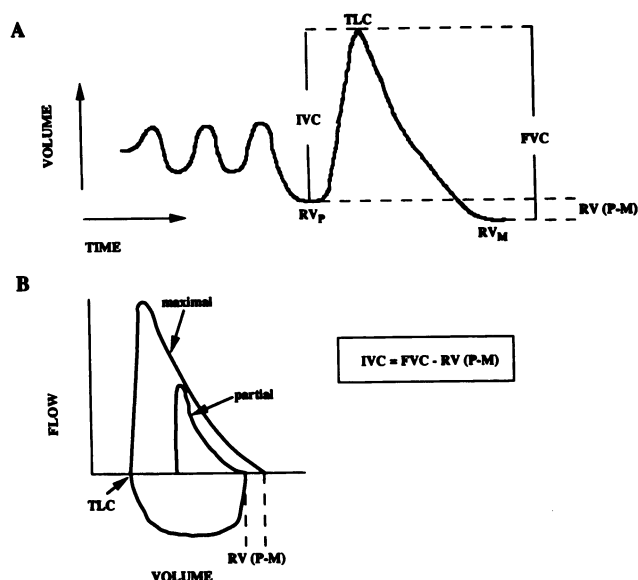 A
TLC
VOLUME
IVC
FVC
RV (P-M)
RVP
RVM
TIME
B
maximal
IVC = FVC - RV (P-M)
partial
FLOW
TLC
RV (P-M)
VOLUME